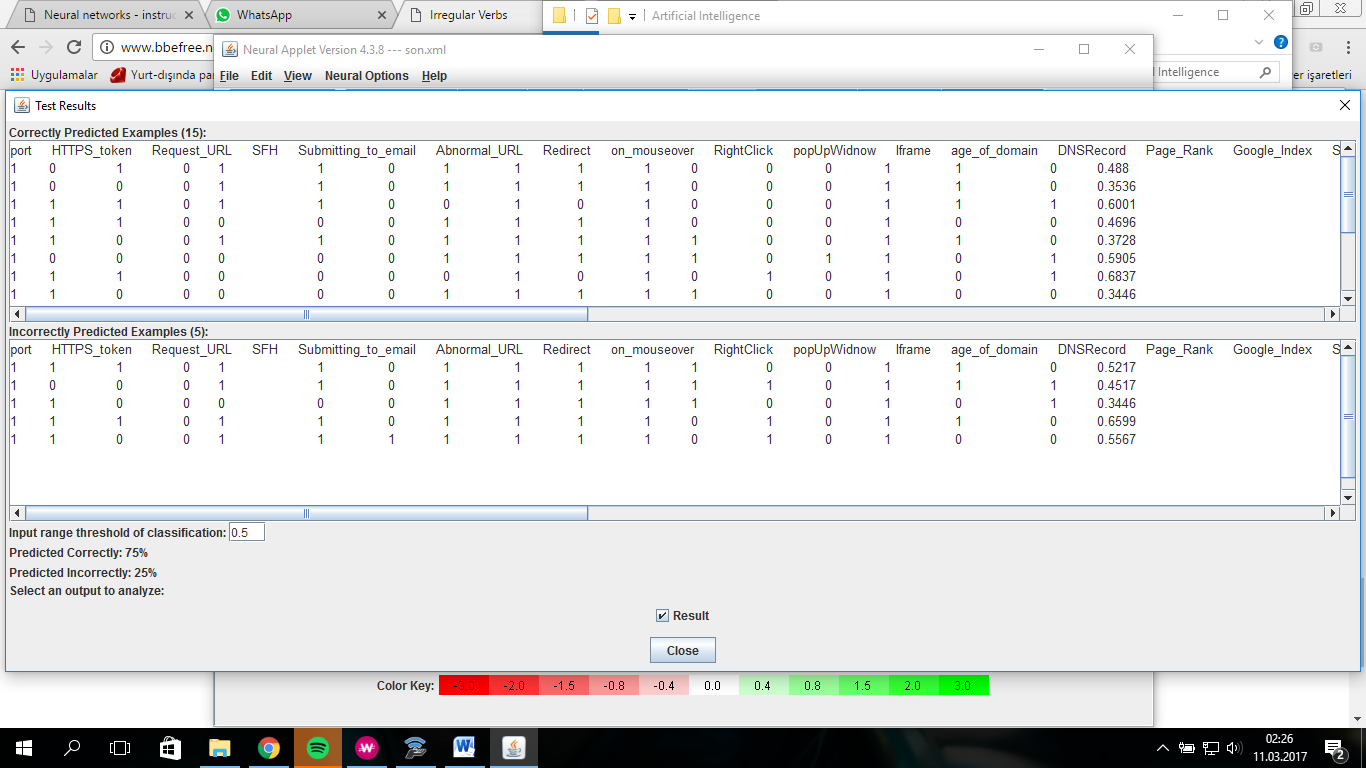 Neural networks - instruc
WhatsApp
Irregular Verbs
Artificial Intelligence
www.bbefree.n
Neural Applet Version 4.3.8 --- son.xml
Uygulamalar
Yurt-dışında par
File Edit View Neural Options Help
l Intelligence
er işaretleri
Test Results
Correctly Predicted Examples (15):
port HTTPS_token Request_URL SFH Submitting_to_email Abnormal_URL Redirect on_mouseover RightClick popUpWidnow Iframe age_of_domain DNSRecord Page_Rank Google_Index S
1 0 1 0 1 1 0 1 1 1 1 0 0 0 1 1 0 0.488
1 0 0 0 1 1 0 1 1 1 1 0 0 0 1 1 0 0.3536
1 1 1 0 1 1 0 0 1 0 1 0 0 0 1 1 1 0.6001
1 1 1 0 0 0 0 1 1 1 1 0 0 0 1 0 0 0.4696
1 1 0 0 1 1 0 1 1 1 1 1 0 0 1 1 0 0.3728
1 0 0 0 0 0 0 1 1 1 1 1 0 1 1 0 1 0.5905
1 1 1 0 0 0 0 0 1 0 1 0 1 0 1 0 1 0.6837
1 1 0 0 0 0 0 1 1 1 1 1 0 0 1 0 0 0.3446
Incorrectly Predicted Examples (5):
port HTTPS_token Request_URL SFH Submitting_to_email Abnormal_URL Redirect on_mouseover RightClick popUpWidnow Iframe age_of_domain DNSRecord Page_Rank Google_Index S
1 1 1 0 1 1 0 1 1 1 1 1 0 0 1 1 0 0.5217
1 0 0 0 1 1 0 1 1 1 1 1 1 0 1 1 1 0.4517
1 1 0 0 0 0 0 1 1 1 1 1 0 0 1 0 1 0.3446
1 1 1 0 1 1 0 1 1 1 1 0 1 0 1 1 0 0.6599
1 1 0 0 1 1 1 1 1 1 1 0 1 0 1 0 0 0.5567
Input range threshold of classification: 0.5
Predicted Correctly: 75%
Predicted Incorrectly: 25%
Select an output to analyze:
Result
Close
Color Key: -3.0 -2.0 -1.5 -0.8 -0.4 0.0 0.4 0.8 1.5 2.0 3.0
02:26
11.03.2017
2